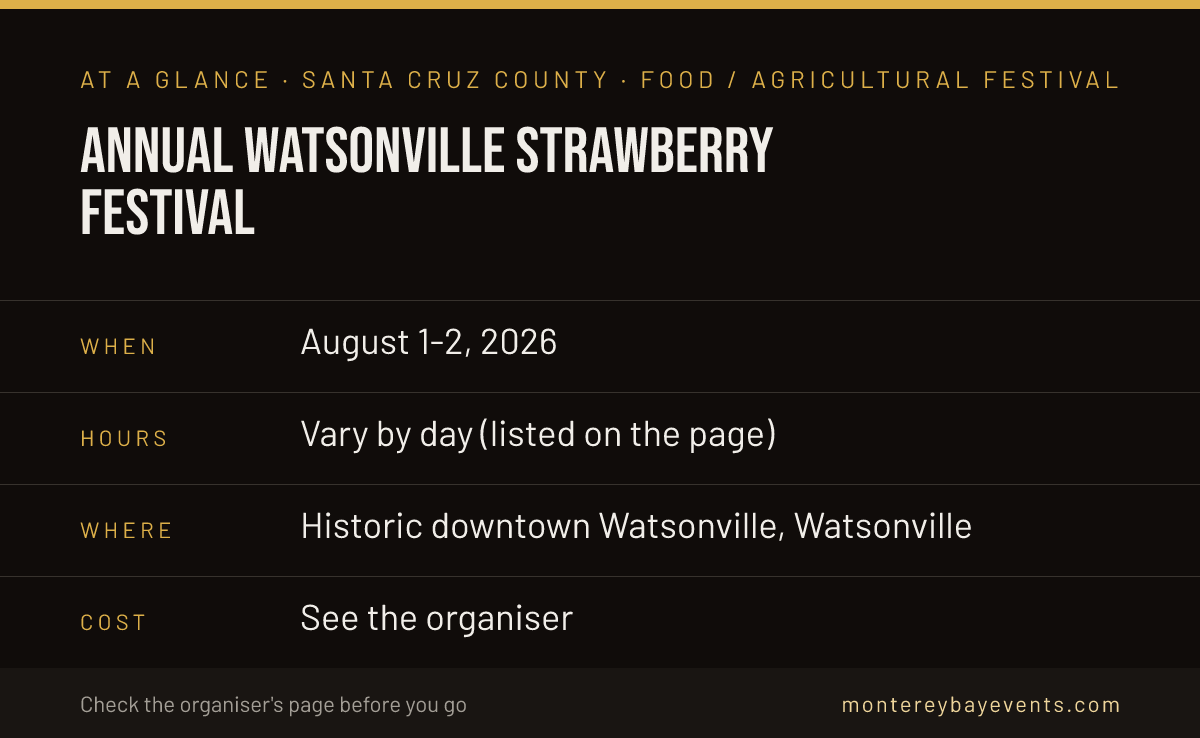 AT A GLANCE · SANTA CRUZ COUNTY · FOOD / AGRICULTURAL FESTIVAL
ANNUAL WATSONVILLE STRAWBERRY
FESTIVAL
WHEN August 1–2, 2026
HOURS Vary by day (listed on the page)
WHERE Historic downtown Watsonville, Watsonville
COST See the organiser
Check the organiser's page before you go montereybayevents.com